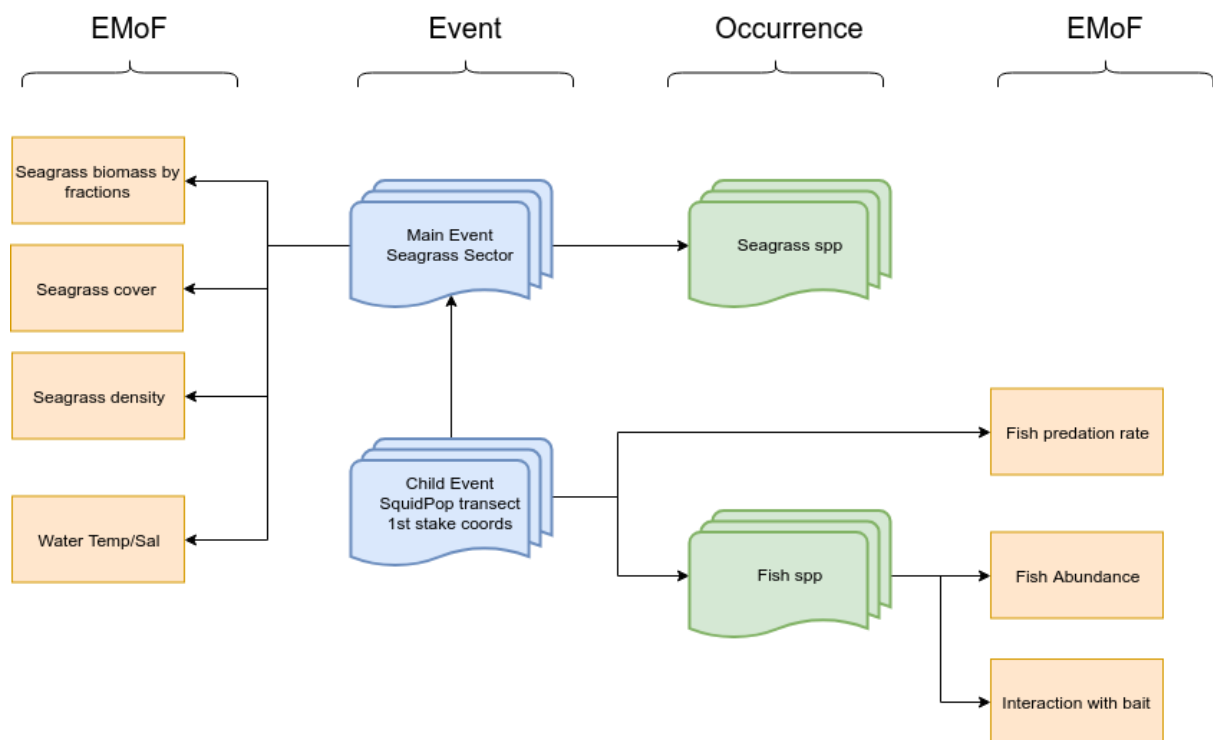 EMoF
Event
Occurrence
EMoF
Seagrass biomass by
fractions
Seagrass cover
Seagrass density
Water Temp/Sal
Main Event
Seagrass Sector
Child Event
SquidPop transect
1st stake coords
Seagrass spp
Fish spp
Fish predation rate
Fish Abundance
Interaction with bait